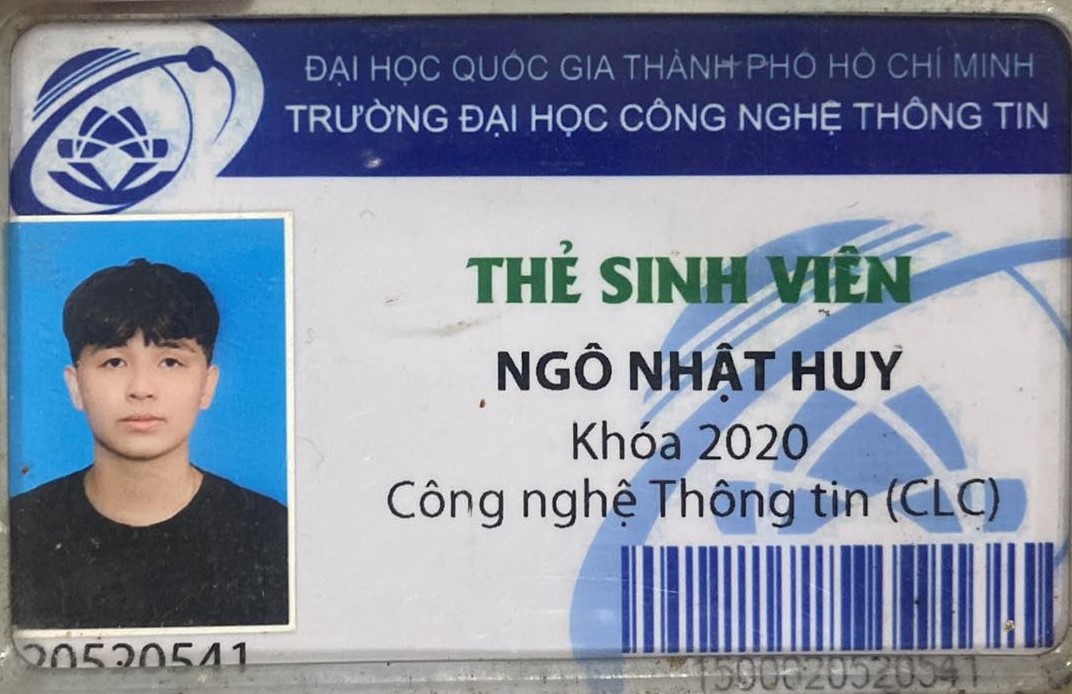 ĐẠI HỌC QUỐC GIA THÀNH PHỐ HỒ CHÍ MINH
TRƯỜNG ĐẠI HỌC CÔNG NGHỆ THÔNG TIN
THẺ SINH VIÊN
NGÔ NHẬT HUY
Khóa 2020
Công nghệ Thông tin (CLC)
20520541
1500020520541